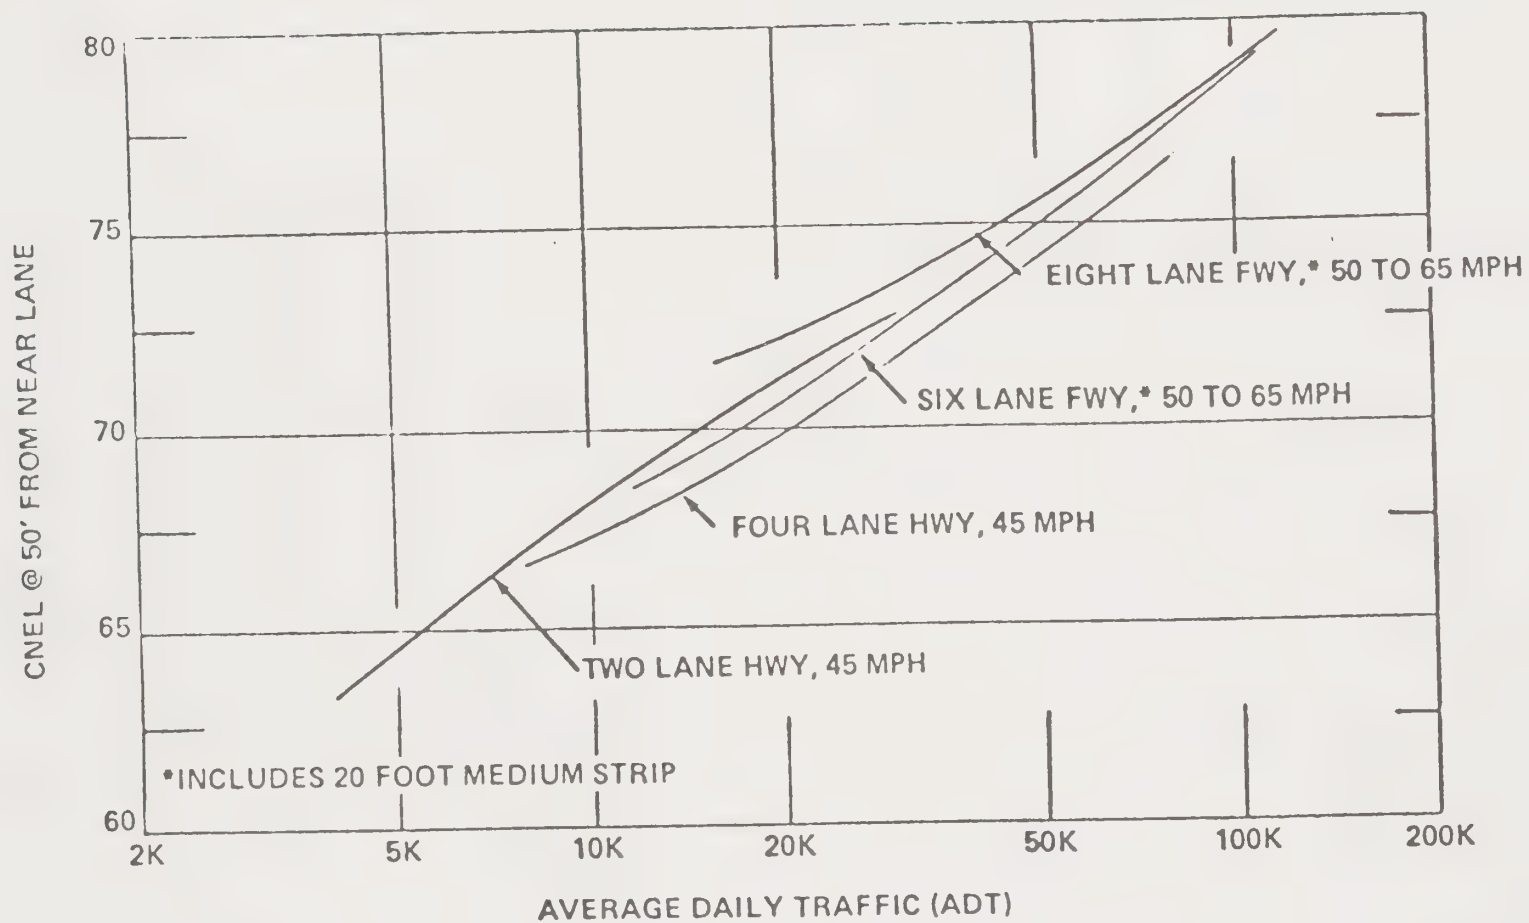 80
75
70
65
60
CNEL @ 50' FROM NEAR LANE
EIGHT LANE FWY,* 50 TO 65 MPH
SIX LANE FWY,* 50 TO 65 MPH
FOUR LANE HWY, 45 MPH
TWO LANE HWY, 45 MPH
*INCLUDES 20 FOOT MEDIUM STRIP
2K 5K 10K 20K 50K 100K 200K
AVERAGE DAILY TRAFFIC (ADT)